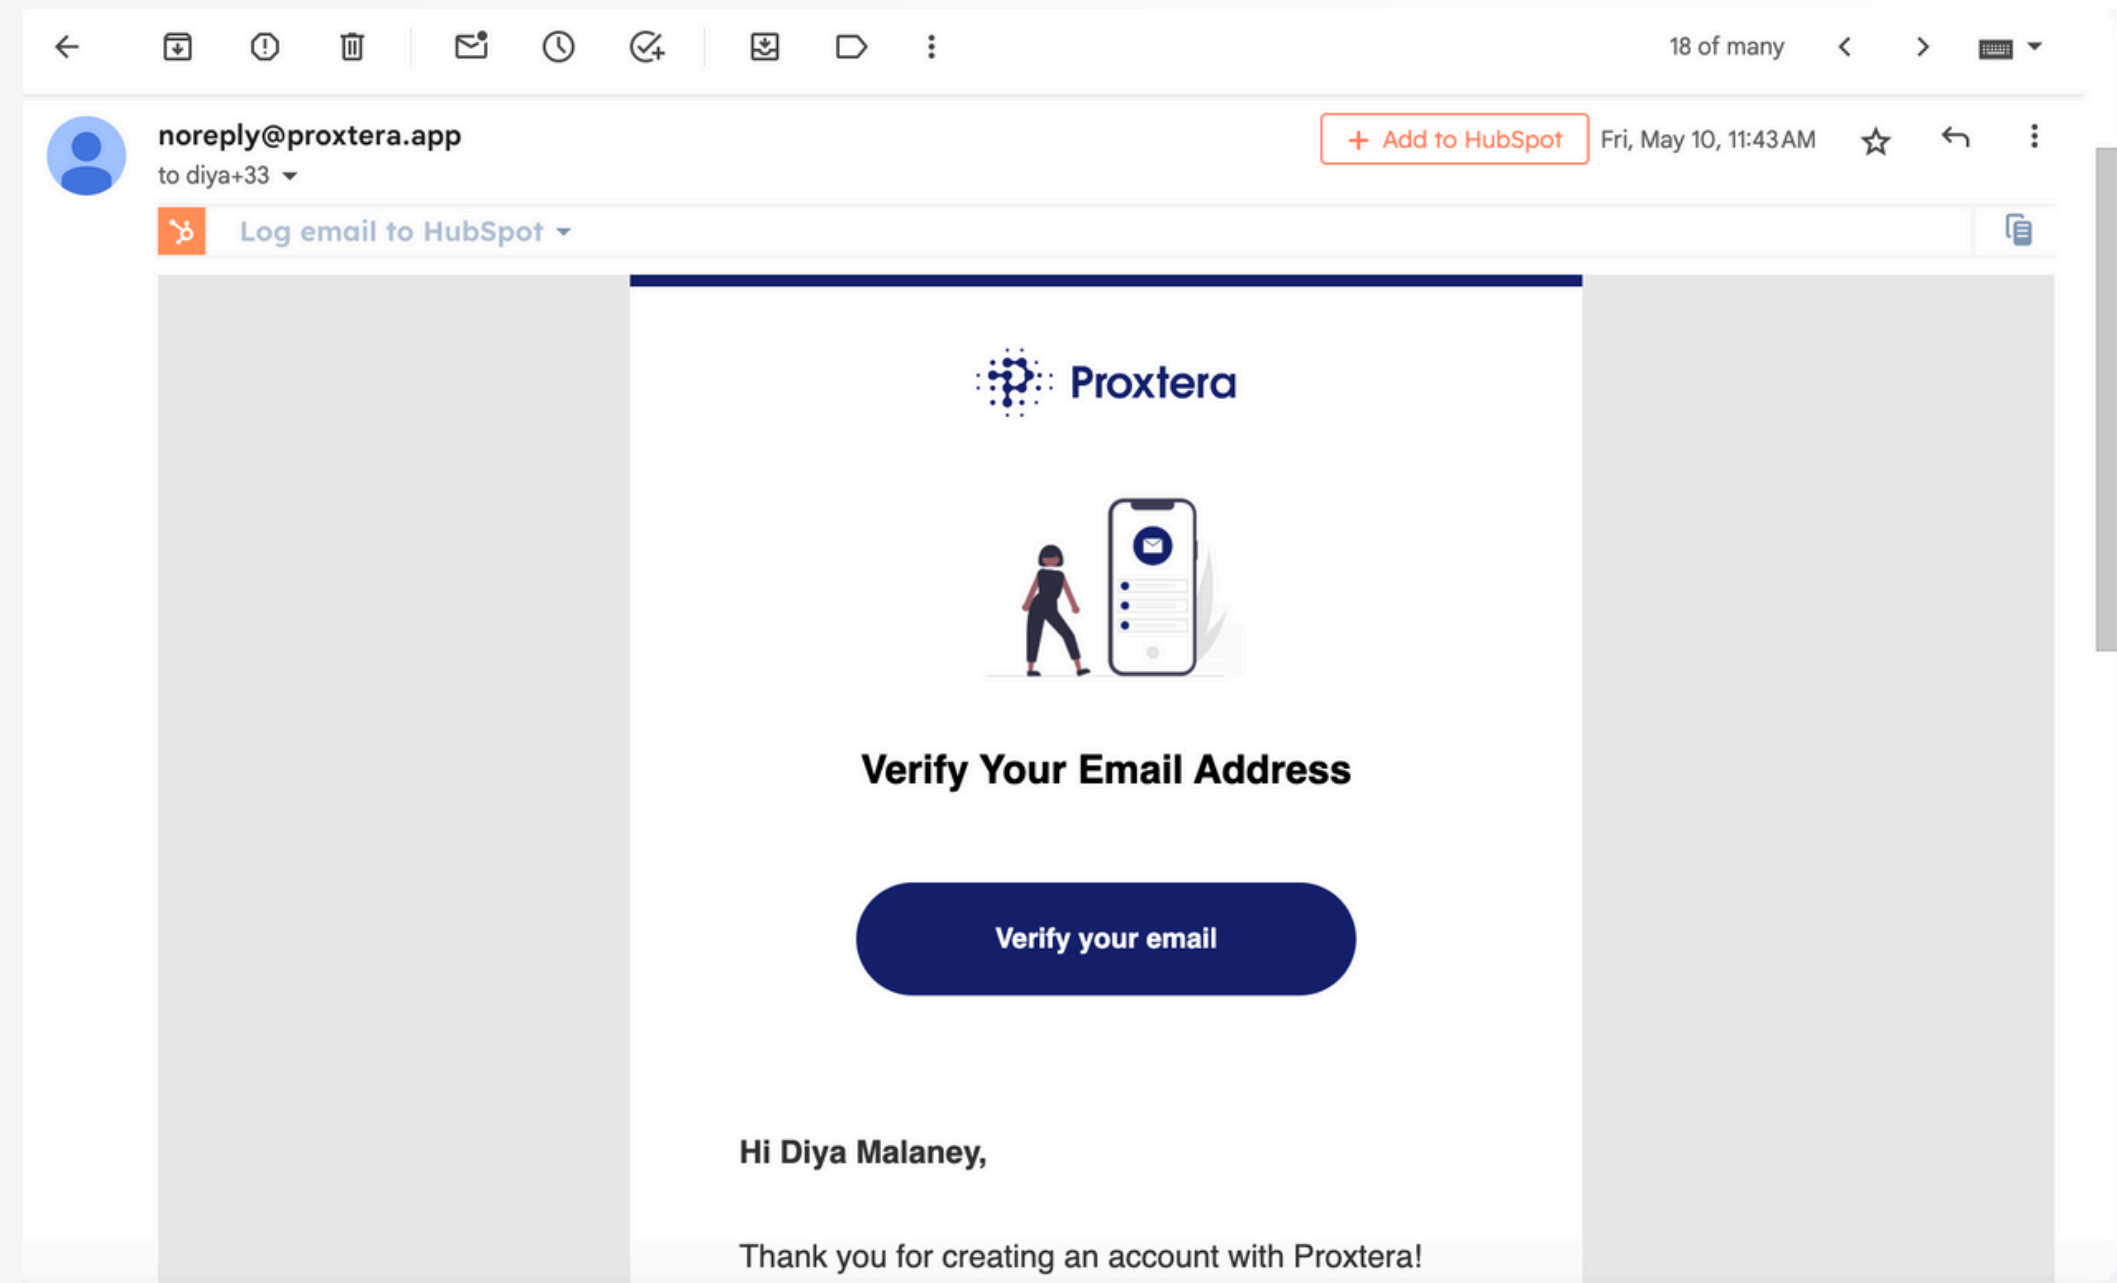 18 of many
noreply@proxtera.app
+ Add to HubSpot
Fri, May 10, 11:43 AM
to diya+33
Log email to HubSpot
Proxtera
Verify Your Email Address
Verify your email
Hi Diya Malaney,
Thank you for creating an account with Proxtera!